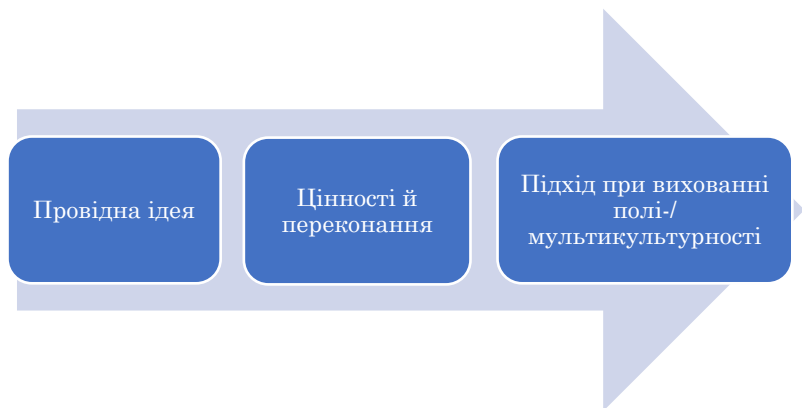 Провідна ідея
Цінності й
переконання
Підхід при вихованні
полі-/
мультикультурності